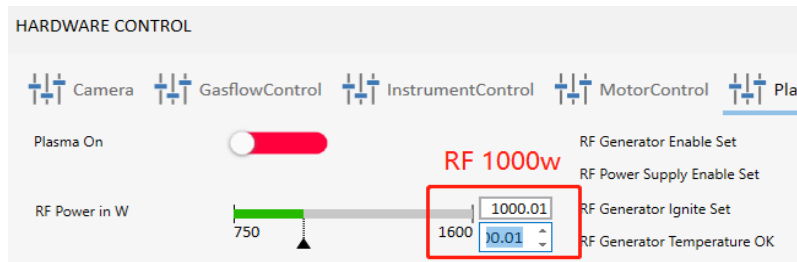 HARDWARE CONTROL
Camera GasflowControl InstrumentControl MotorControl Pla
Plasma On
RF Generator Enable Set
RF 1000w
RF Power Supply Enable Set
RF Power in W
1000.01
RF Generator Ignite Set
750
1600
00.01
RF Generator Temperature OK